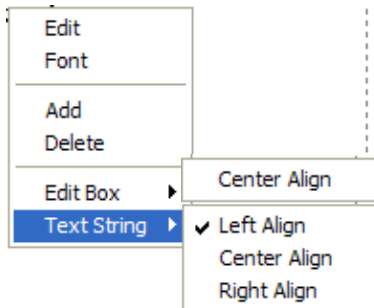 Edit
Font
Add
Delete
Edit Box
Center Align
Text String
Left Align
Center Align
Right Align